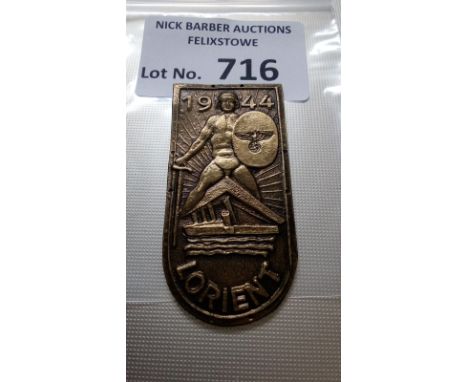 NICK BARBER AUCTIONS
FELIXSTOWE
Lot No. 716
1944
LORIENT